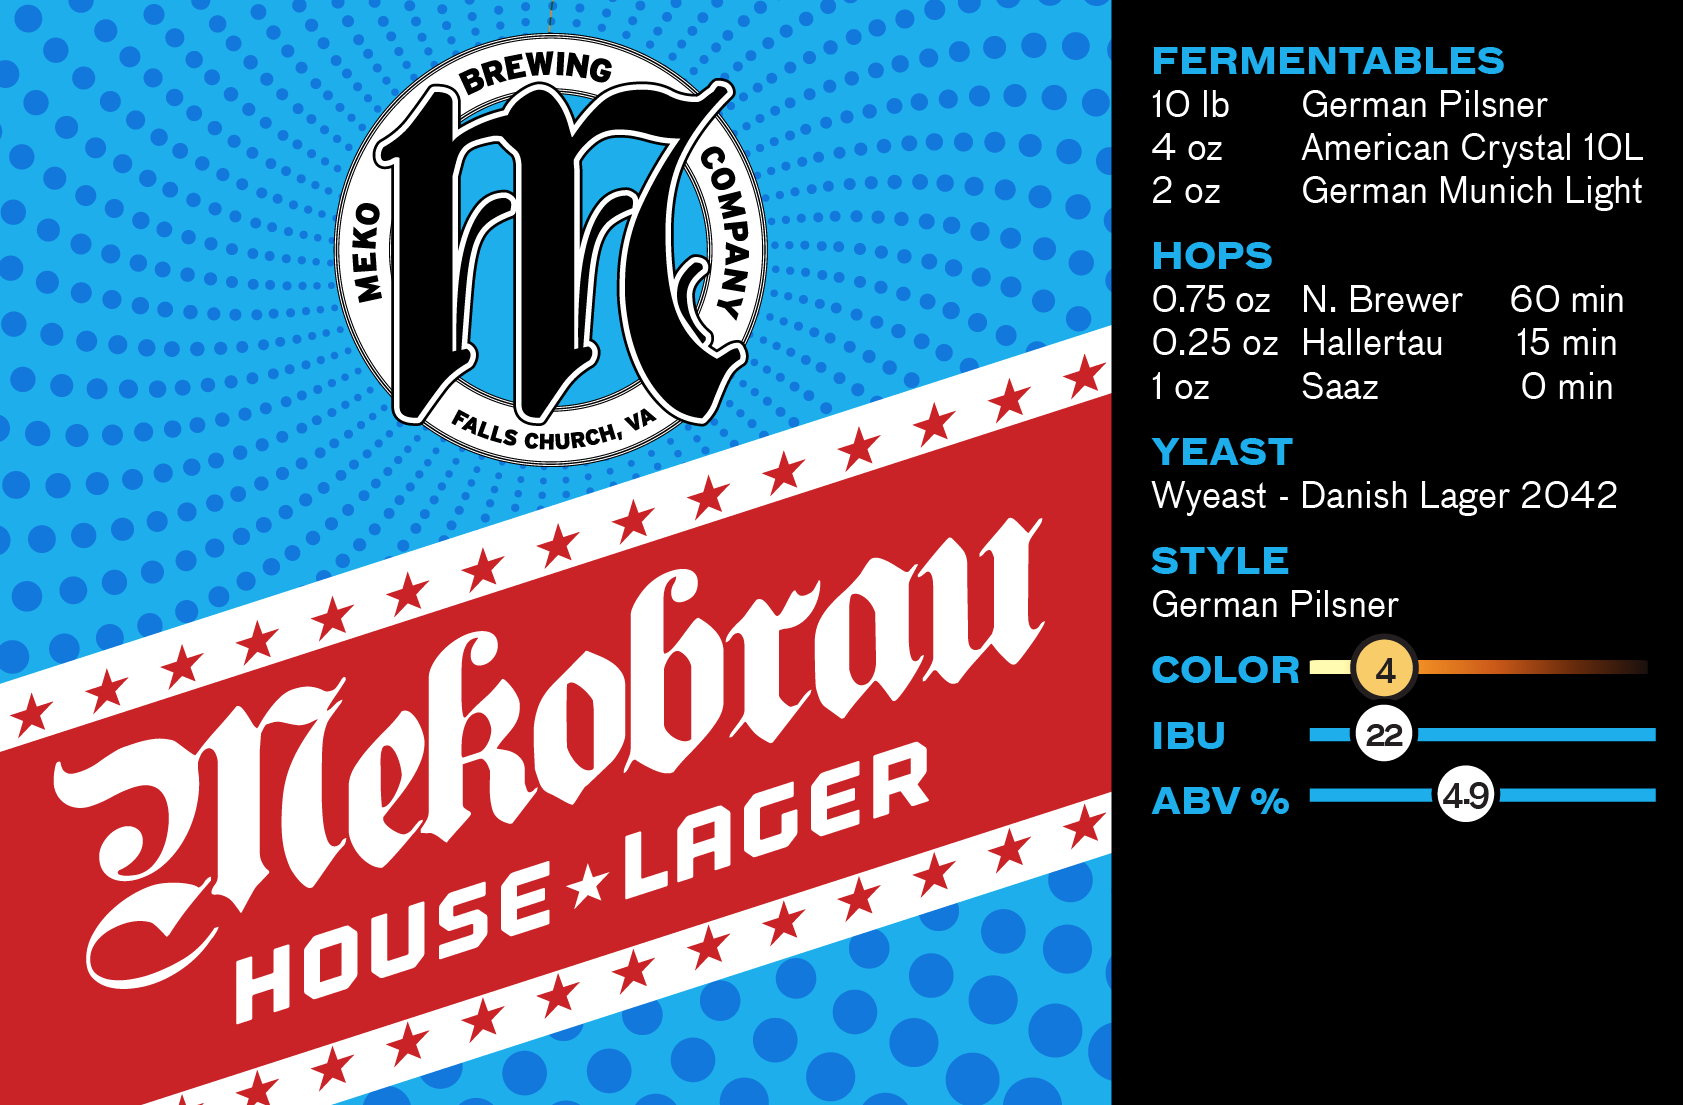 MEKO BREWING COMPANY
FALLS CHURCH, VA
Mekobrau
HOUSE★LAGER
FERMENTABLES
10 lb German Pilsner
4 oz American Crystal 10L
2 oz German Munich Light
HOPS
0.75 oz N. Brewer 60 min
0.25 oz Hallertau 15 min
1 oz Saaz 0 min
YEAST
Wyeast - Danish Lager 2042
STYLE
German Pilsner
COLOR 4
IBU 22
ABV % 4.9